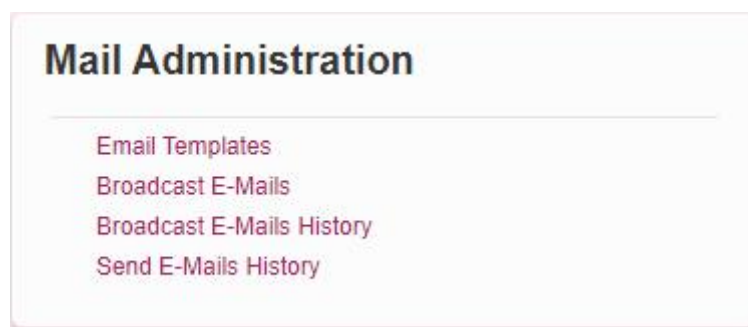 Mail Administration
Email Templates
Broadcast E-Mails
Broadcast E-Mails History
Send E-Mails History